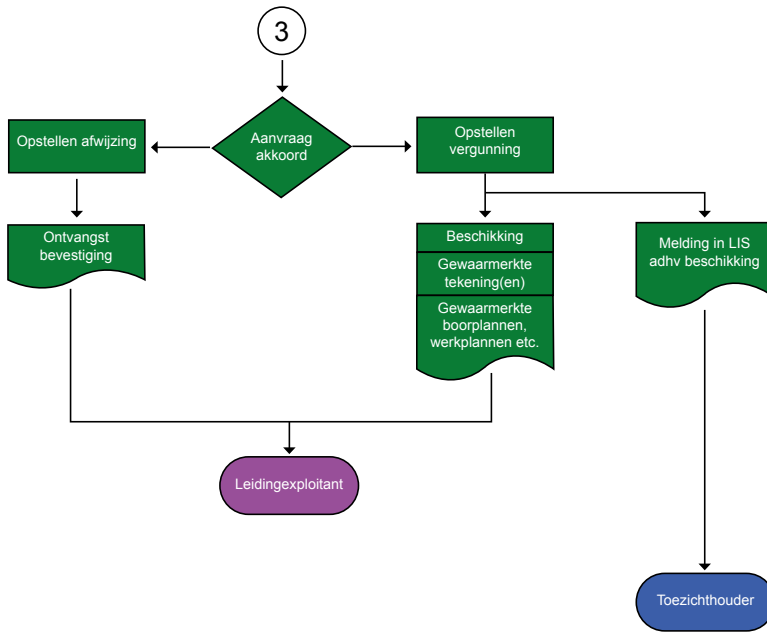 3
Opstellen afwijzing
Aanvraag
akkoord
Opstellen
vergunning
Ontvangst
bevestiging
Beschikking
Gewaarmerkte
tekening(en)
Gewaarmerkte
boorplannen,
werkplannen etc.
Melding in LIS
adhv beschikking
Leidingexploitant
Toezichthouder